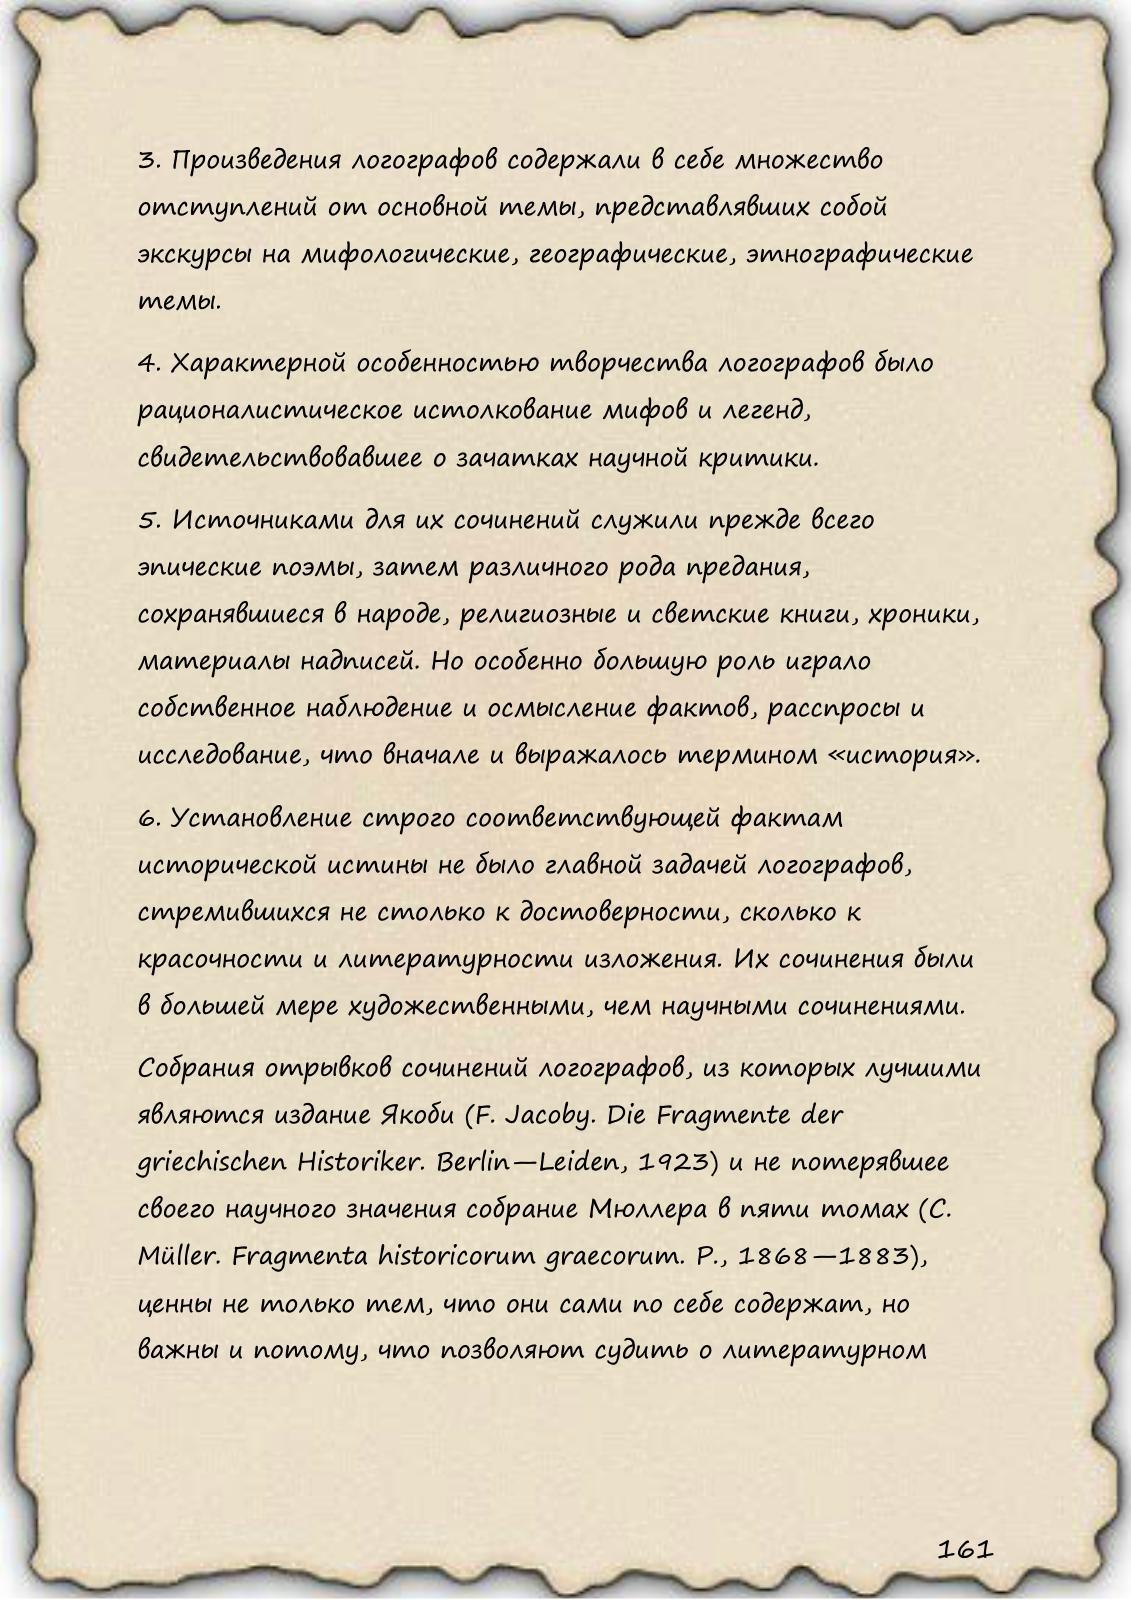 3. Произведения логографов содержали в себе множество
отступлений от основной темы, представлявших собой
экскурсы на мифологические, географические, этнографические
темы.
4. Характерной особенностью творчества логографов было
рационалистическое истолкование мифов и легенд,
свидетельствовавшее о зачатках научной критики.
5. Источниками для их сочинений служили прежде всего
эпические поэмы, затем различного рода предания,
сохранявшиеся в народе, религиозные и светские книги, хроники,
материалы надписей. Но особенно большую роль играло
собственное наблюдение и осмысление фактов, расспросы и
исследование, что вначале и выражалось термином «история».
6. Установление строго соответствующей фактам
исторической истины не было главной задачей логографов,
стремившихся не столько к достоверности, сколько к
красочности и литературности изложения. Их сочинения были
в большей мере художественными, чем научными сочинениями.
Собрания отрывков сочинений логографов, из которых лучшими
являются издание Якоби (F. Jacoby. Die Fragmente der
griechischen Historiker. Berlin—Leiden, 1923) и не потерявшее
своего научного значения собрание Мюллера в пяти томах (C.
Müller. Fragmenta historicorum graecorum. P., 1868—1883),
ценны не только тем, что они сами по себе содержат, но
важны и потому, что позволяют судить о литературном
161